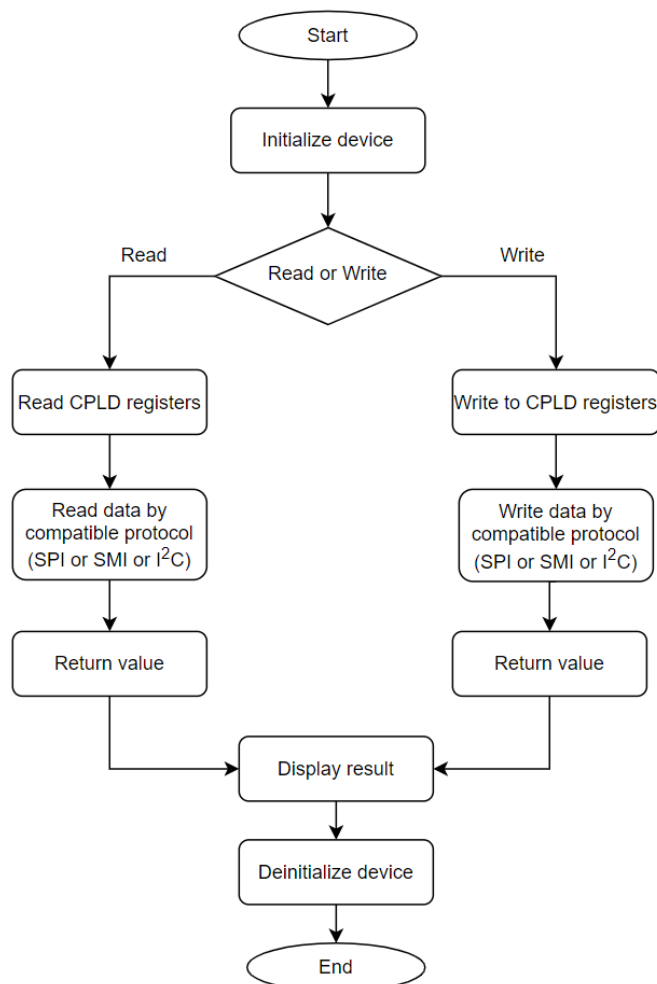 Start
Initialize device
Read
Read or Write
Write
Read CPLD registers
Write to CPLD registers
Read data by
compatible protocol
(SPI or SMI or I²C)
Write data by
compatible protocol
(SPI or SMI or I²C)
Return value
Return value
Display result
Deinitialize device
End